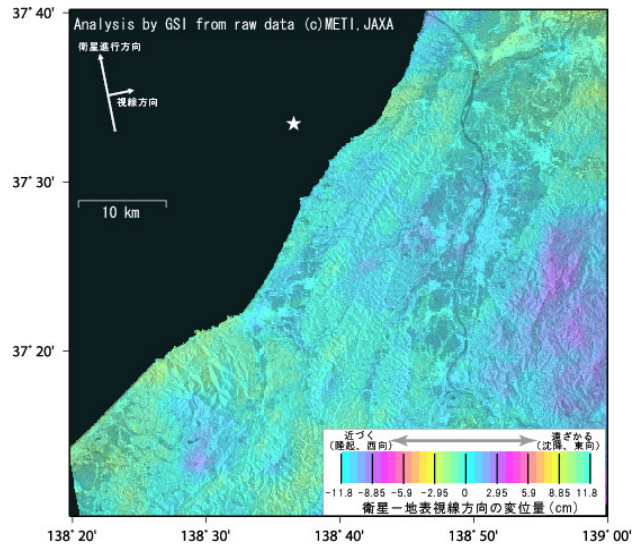 37° 40'
Analysis by GSI from raw data (c)METI,JAXA
衛星進行方向
視線方向
37° 30'
10 km
37° 20'
近づく
(隆起、西向)
遠ざかる
(沈降、東向)
-11.8 -8.85 -5.9 -2.95 0 2.95 5.9 8.85 11.8
衛星－地表視線方向の変位量(cm)
138° 20' 138° 30' 138° 40' 138° 50' 139° 00'